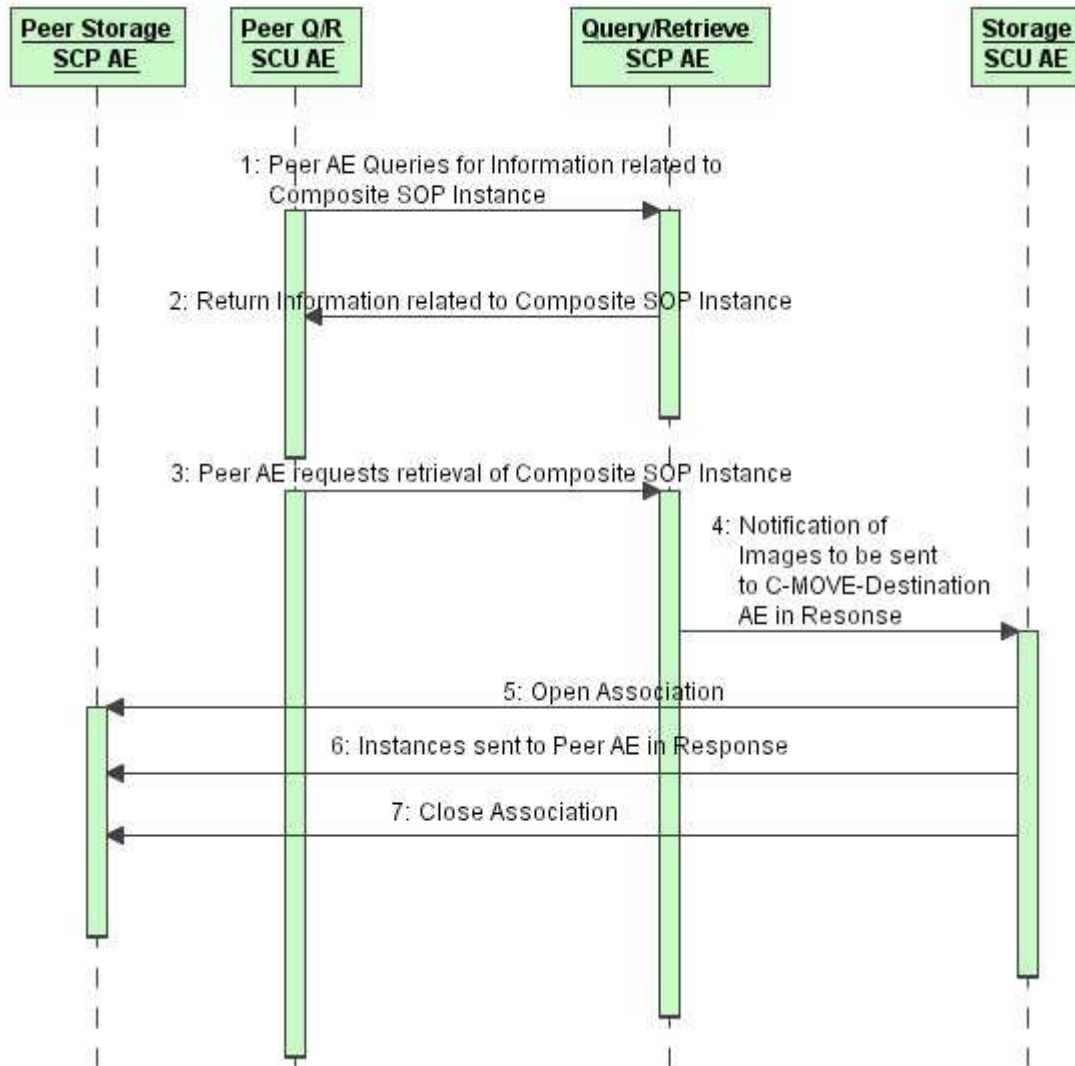 Peer Storage
SCP AE
Peer Q/R
SCU AE
Query/Retrieve
SCP AE
Storage
SCU AE
1: Peer AE Queries for Information related to
Composite SOP Instance
2: Return Information related to Composite SOP Instance
3: Peer AE requests retrieval of Composite SOP Instance
4: Notification of
Images to be sent
to C-MOVE-Destination
AE in Resonse
5: Open Association
6: Instances sent to Peer AE in Response
7: Close Association